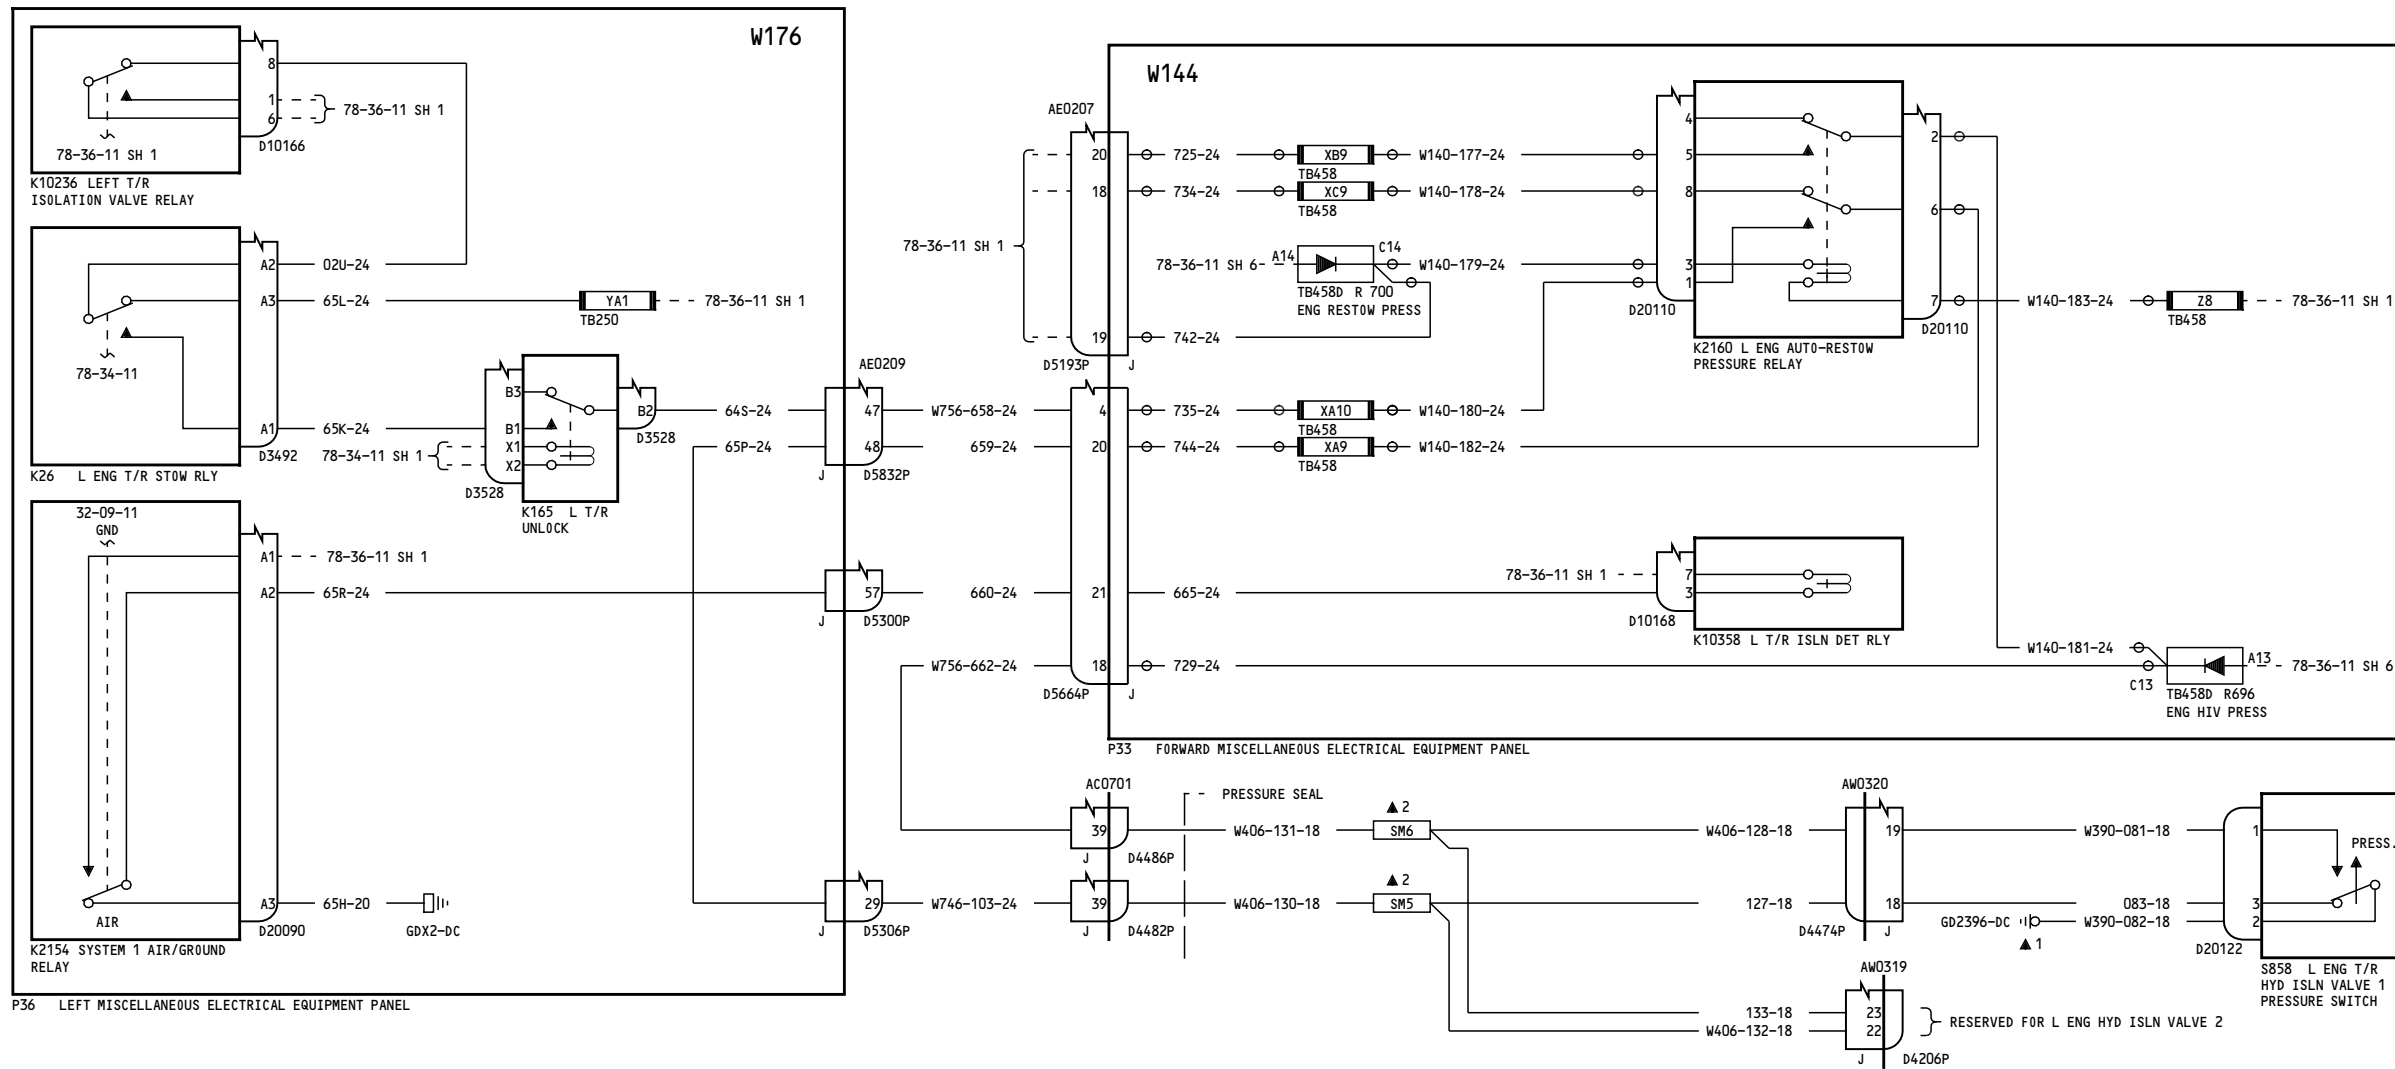 W176
8
1
6
78-36-11 SH 1
78-36-11 SH 1
D10166
K10236 LEFT T/R
ISOLATION VALVE RELAY
A2
02U-24
A3
65L-24
YA1
TB250
78-36-11 SH 1
78-34-11
A1
65K-24
D3492
K26 L ENG T/R STOW RLY
78-34-11 SH 1
B3
B1
X1
X2
B2
D3528
D3528
K165 L T/R
UNLOCK
64S-24
65P-24
AE0209
47
48
J
D5832P
W756-658-24
659-24
32-09-11
GND
A1
78-36-11 SH 1
A2
65R-24
57
J
D5300P
660-24
W756-662-24
AIR
A3
65H-20
GDX2-DC
D20090
K2154 SYSTEM 1 AIR/GROUND
RELAY
29
J
D5306P
W746-103-24
P36 LEFT MISCELLANEOUS ELECTRICAL EQUIPMENT PANEL
W144
AE0207
20
725-24
XB9
TB458
W140-177-24
18
734-24
XC9
TB458
W140-178-24
78-36-11 SH 1
78-36-11 SH 6
A14
C14
W140-179-24
TB458D R 700
ENG RESTOW PRESS
19
742-24
D5193P
J
4
5
8
3
1
D20110
2
6
7
D20110
K2160 L ENG AUTO-RESTOW
PRESSURE RELAY
W140-183-24
Z8
TB458
78-36-11 SH 1
4
735-24
XA10
TB458
W140-180-24
20
744-24
XA9
TB458
W140-182-24
21
665-24
78-36-11 SH 1
7
3
D10168
K10358 L T/R ISLN DET RLY
18
729-24
D5664P
J
W140-181-24
C13
A13
78-36-11 SH 6
TB458D R696
ENG HIV PRESS
P33 FORWARD MISCELLANEOUS ELECTRICAL EQUIPMENT PANEL
AC0701
PRESSURE SEAL
39
J
D4486P
W406-131-18
2
SM6
W406-128-18
39
J
D4482P
W406-130-18
2
SM5
127-18
AW0320
19
18
D4474P
J
W390-081-18
083-18
GD2396-DC
W390-082-18
1
1
3
2
D20122
PRESS.
S858 L ENG T/R
HYD ISLN VALVE 1
PRESSURE SWITCH
AW0319
133-18
23
W406-132-18
22
J
D4206P
RESERVED FOR L ENG HYD ISLN VALVE 2